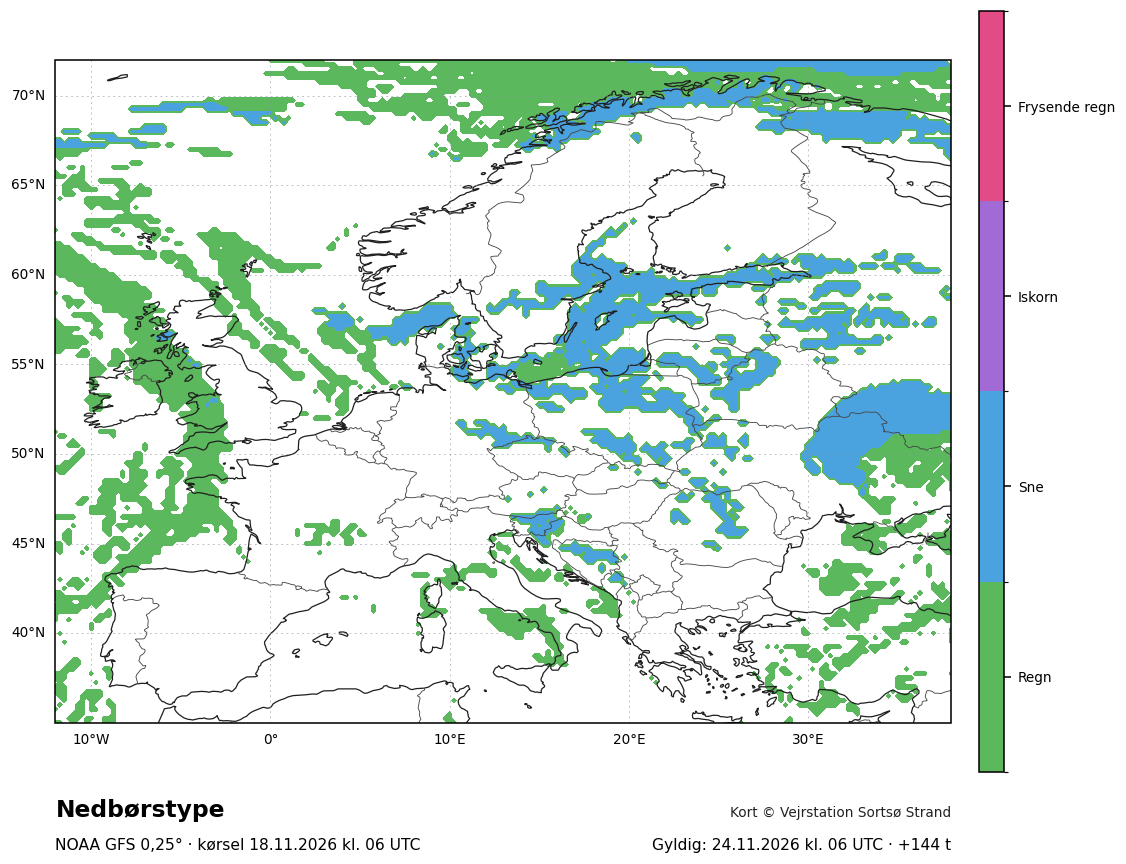 70°N
65°N
60°N
55°N
50°N
45°N
40°N
10°W
0°
10°E
20°E
30°E
Frysende regn
Iskorn
Sne
Regn
Nedbørstype
Kort © Vejrstation Sortsø Strand
NOAA GFS 0,25° · kørsel 18.11.2026 kl. 06 UTC
Gyldig: 24.11.2026 kl. 06 UTC · +144 t